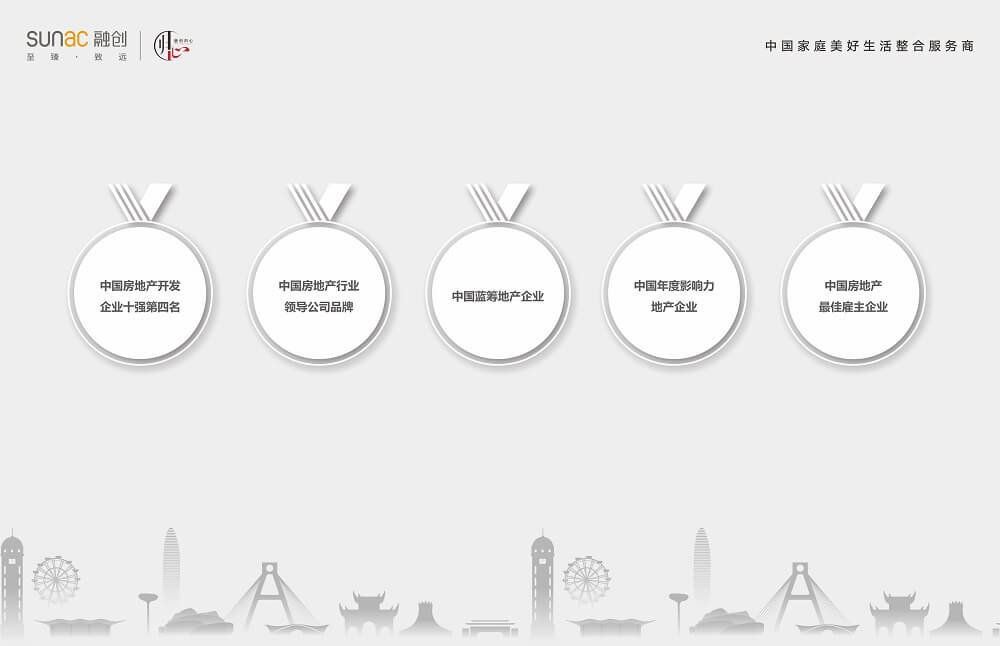 sunac 融创
至臻·致远
归心
中国家庭美好生活整合服务商
中国房地产开发
企业十强第四名
中国房地产行业
领导公司品牌
中国蓝筹地产企业
中国年度影响力
地产企业
中国房地产
最佳雇主企业